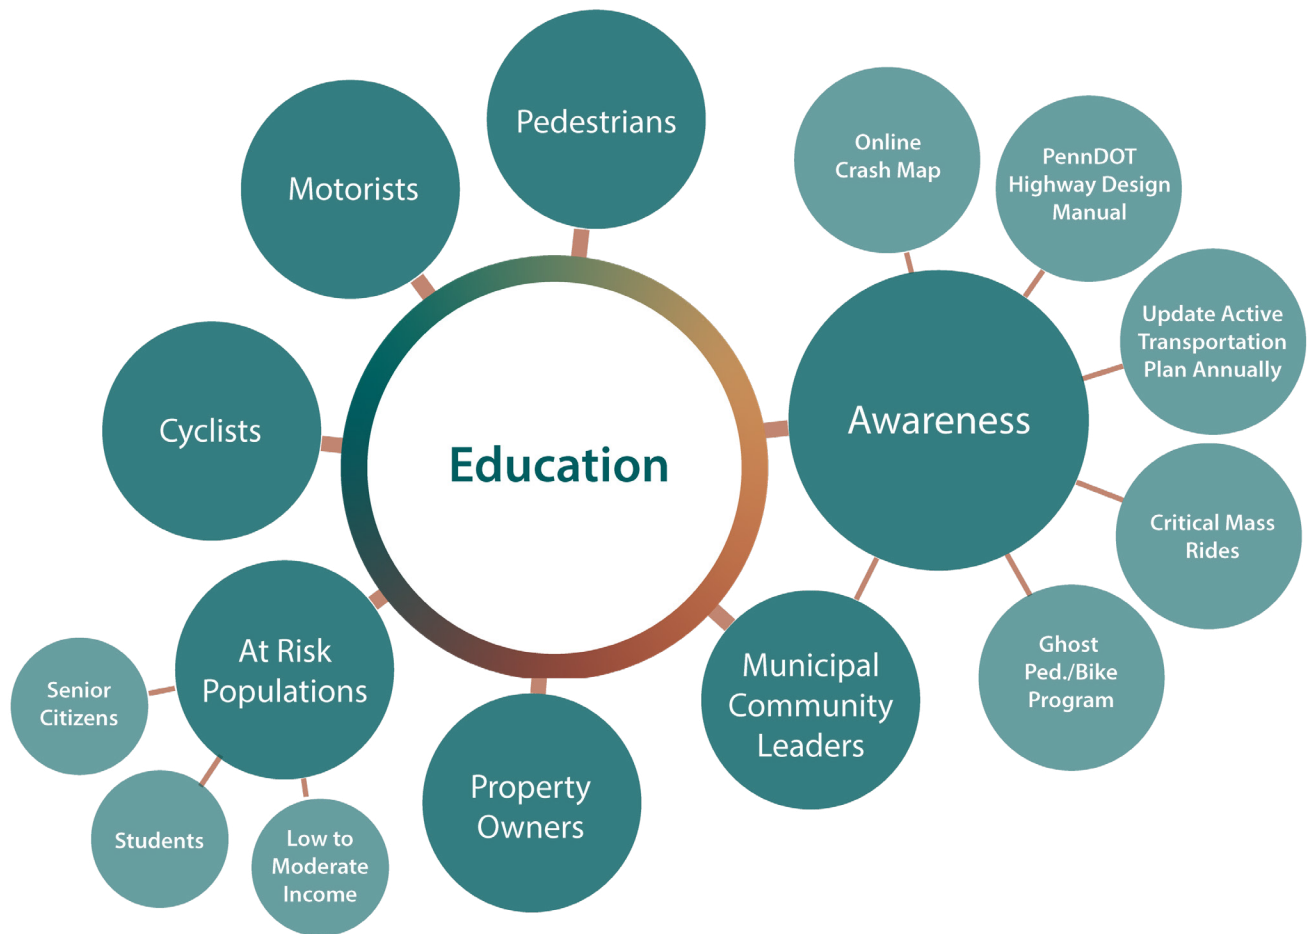 Pedestrians
Motorists
Cyclists
Education
At Risk
Populations
Senior
Citizens
Students
Low to
Moderate
Income
Property
Owners
Municipal
Community
Leaders
Awareness
Online
Crash Map
PennDOT
Highway Design
Manual
Update Active
Transportation
Plan Annually
Critical Mass
Rides
Ghost
Ped./Bike
Program